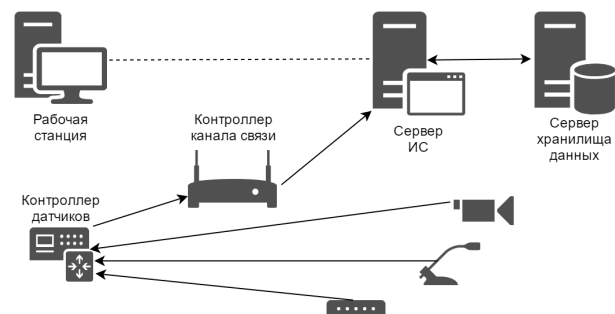 Рабочая
станция
Контроллер
канала связи
Сервер
ИС
Сервер
хранилища
данных
Контроллер
датчиков